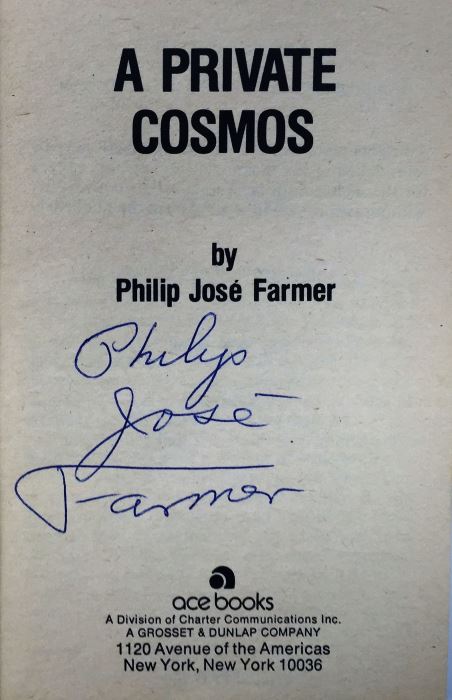 A PRIVATE
COSMOS
by
Philip José Farmer
Philip
José
Farmer
ace books
A Division of Charter Communications Inc.
A GROSSET & DUNLAP COMPANY
1120 Avenue of the Americas
New York, New York 10036